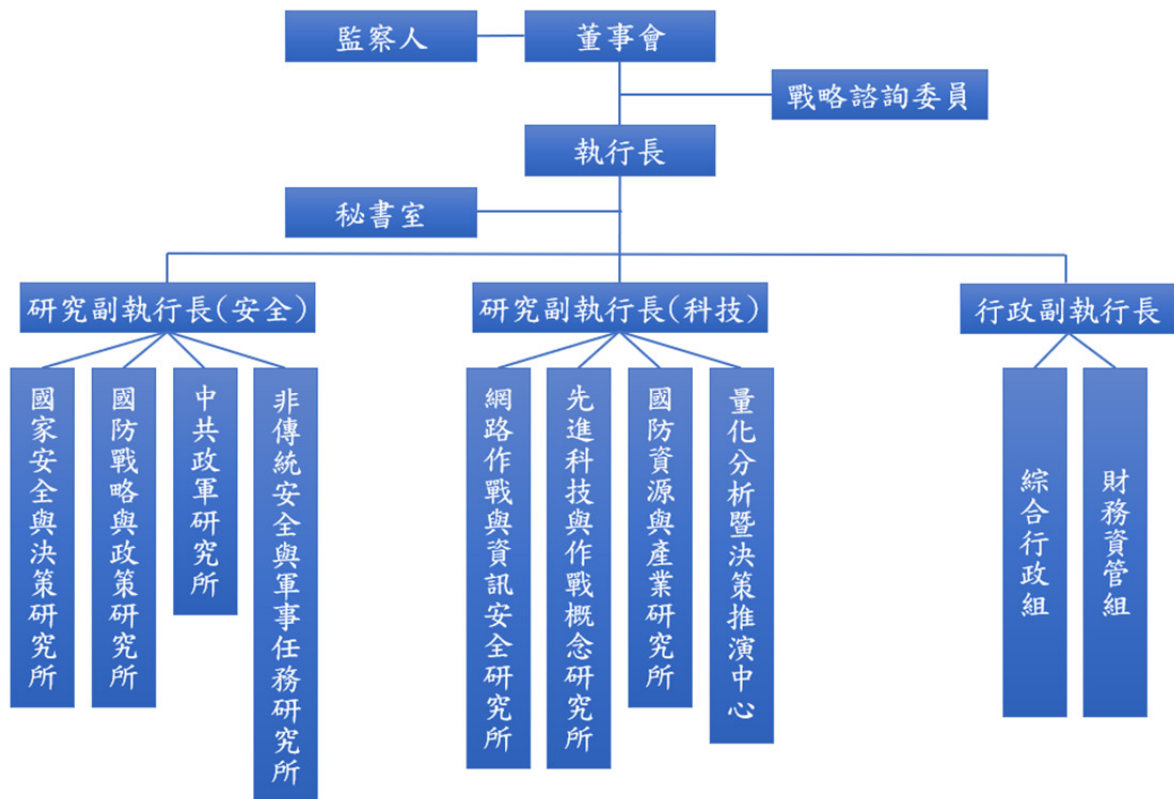 監察人
董事會
戰略諮詢委員
執行長
秘書室
研究副執行長(安全)
研究副執行長(科技)
行政副執行長
國家安全與決策研究所
國防戰略與政策研究所
中共政軍研究所
非傳統安全與軍事任務研究所
網路作戰與資訊安全研究所
先進科技與作戰概念研究所
國防資源與產業研究所
量化分析暨決策推演中心
綜合行政組
財務資管組